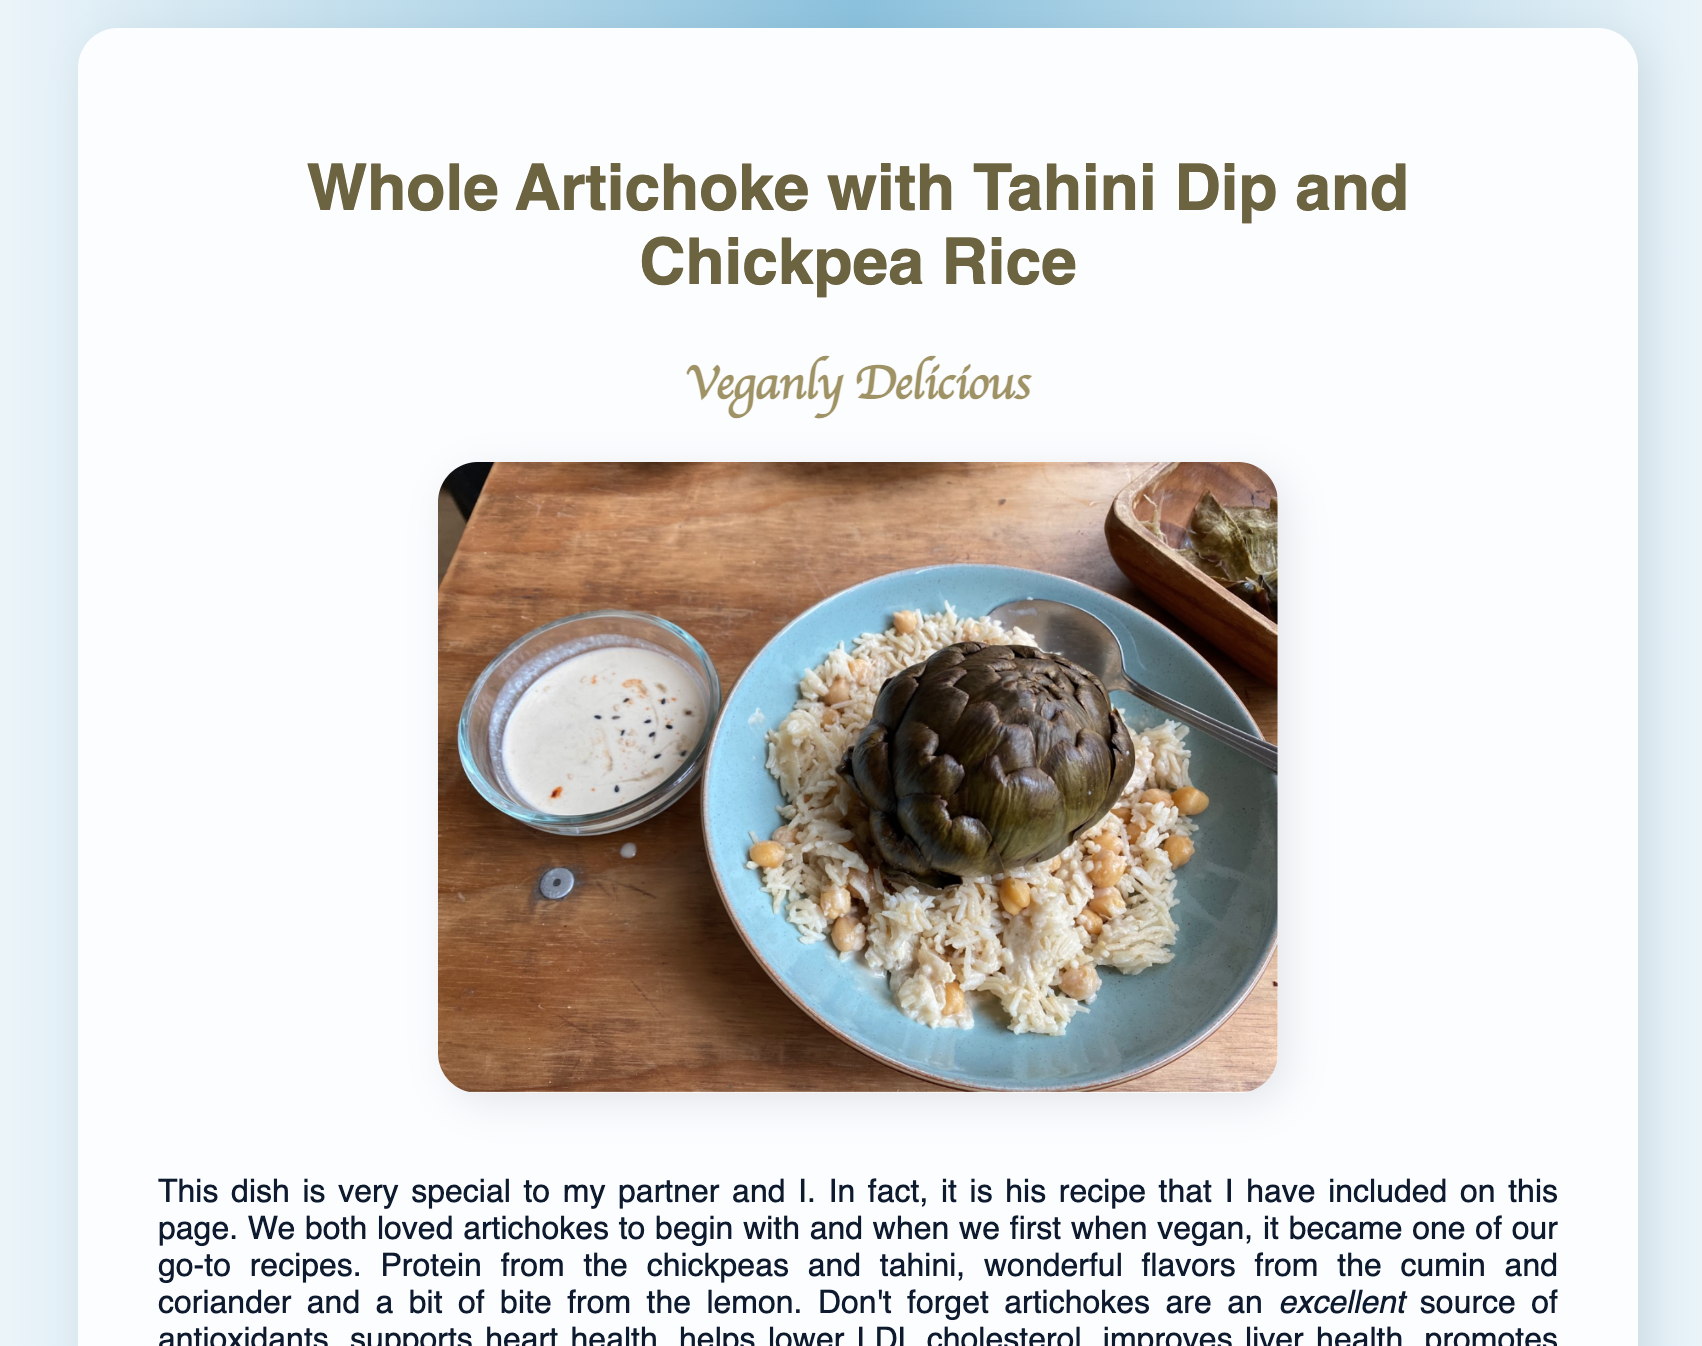 Whole Artichoke with Tahini Dip and
Chickpea Rice
Veganly Delicious
This dish is very special to my partner and I. In fact, it is his recipe that I have included on this
page. We both loved artichokes to begin with and when we first when vegan, it became one of our
go-to recipes. Protein from the chickpeas and tahini, wonderful flavors from the cumin and
coriander and a bit of bite from the lemon. Don't forget artichokes are an excellent source of
antioxidants, supports heart health, helps lower LDL cholesterol, improves liver health, promotes